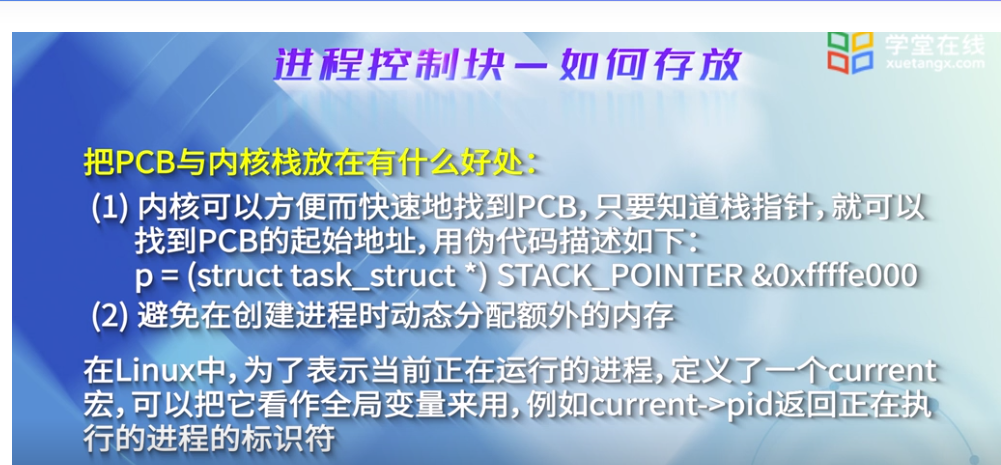 进程控制块－如何存放
学堂在线
xuetangx.com
把PCB与内核栈放在有什么好处：
(1) 内核可以方便而快速地找到PCB，只要知道栈指针，就可以
找到PCB的起始地址，用伪代码描述如下：
p = (struct task_struct *) STACK_POINTER &0xffffe000
(2) 避免在创建进程时动态分配额外的内存
在Linux中，为了表示当前正在运行的进程，定义了一个current
宏，可以把它看作全局变量来用，例如current->pid返回正在执
行的进程的标识符